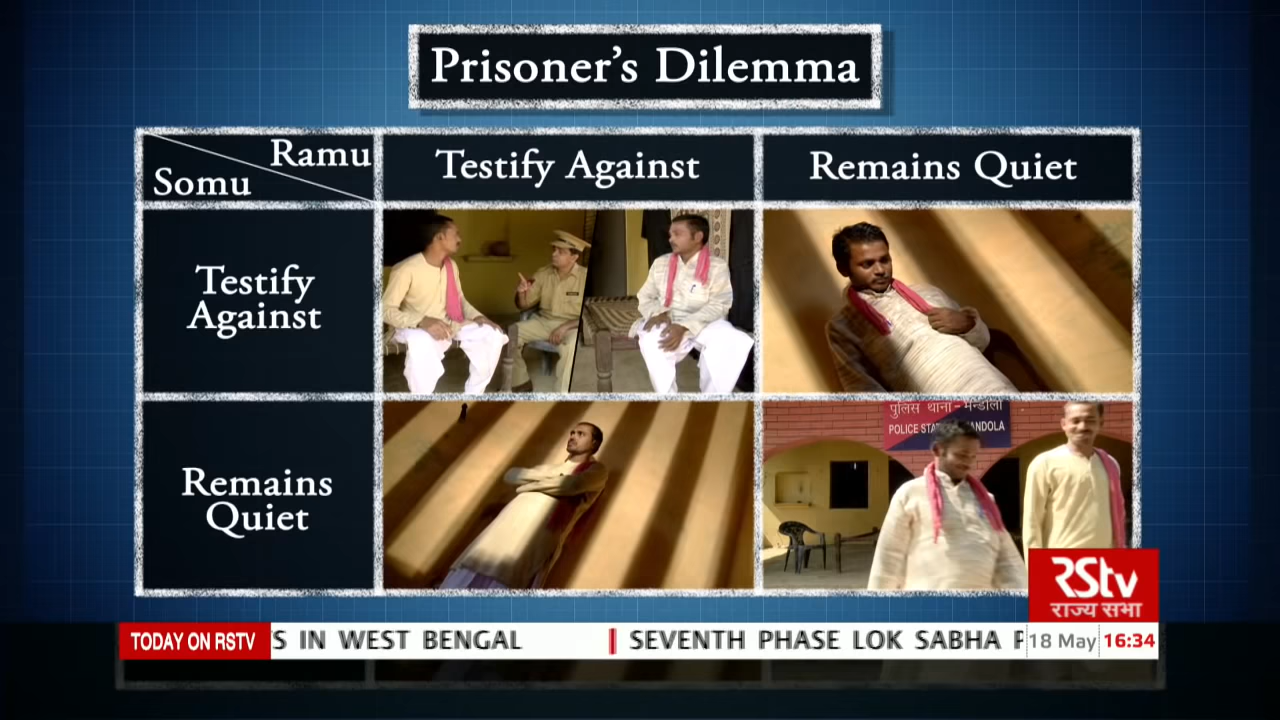 Prisoner's Dilemma
Ramu
Somu
Testify Against
Remains Quiet
Testify
Against
Remains
Quiet
पुलिस थाना - मन्डोला
POLICE
RSTV
राज्य सभा
TODAY ON RSTV
S IN WEST BENGAL
SEVENTH PHASE LOK SABHA
18 May
16:34